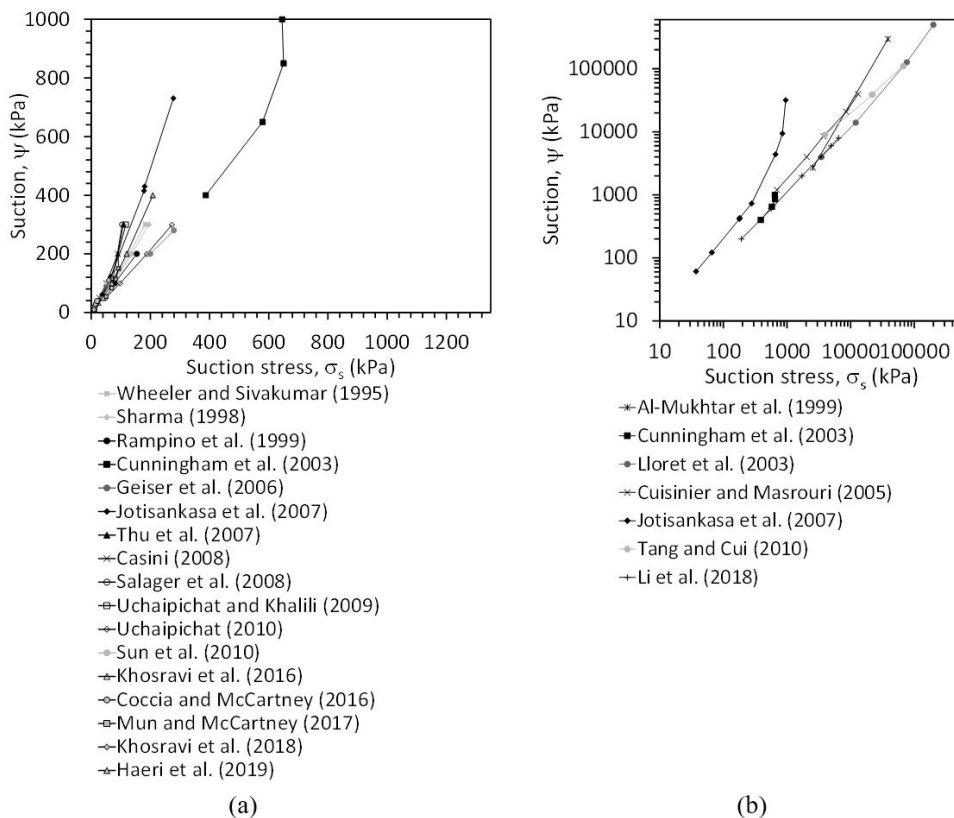 1000
800
600
400
200
0
Suction, ψ (kPa)
0 200 400 600 800 1000 1200
Suction stress, σs (kPa)
Wheeler and Sivakumar (1995)
Sharma (1998)
Rampino et al. (1999)
Cunningham et al. (2003)
Geiser et al. (2006)
Jotisankasa et al. (2007)
Thu et al. (2007)
Casini (2008)
Salager et al. (2008)
Uchaipichat and Khalili (2009)
Uchaipichat (2010)
Sun et al. (2010)
Khosravi et al. (2016)
Coccia and McCartney (2016)
Mun and McCartney (2017)
Khosravi et al. (2018)
Haeri et al. (2019)
(a)
100000
10000
1000
100
10
Suction, ψ (kPa)
10 100 1000 10000 100000
Suction stress, σs (kPa)
Al-Mukhtar et al. (1999)
Cunningham et al. (2003)
Lloret et al. (2003)
Cuisinier and Masrouri (2005)
Jotisankasa et al. (2007)
Tang and Cui (2010)
Li et al. (2018)
(b)